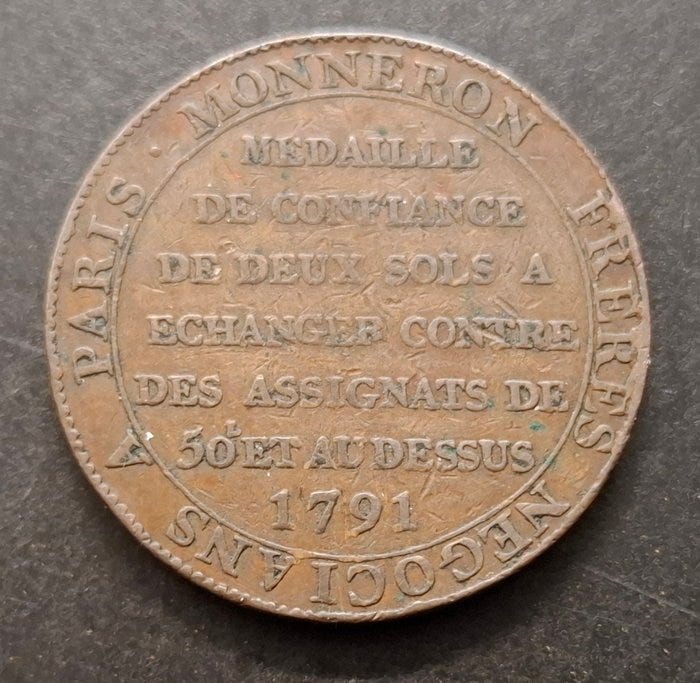 MONNERON FRERES NEGOCIANS A PARIS ·
MEDAILLE
DE CONFIANCE
DE DEUX SOLS A
ECHANGER CONTRE
DES ASSIGNATS DE
50L ET AU DESSUS
1791